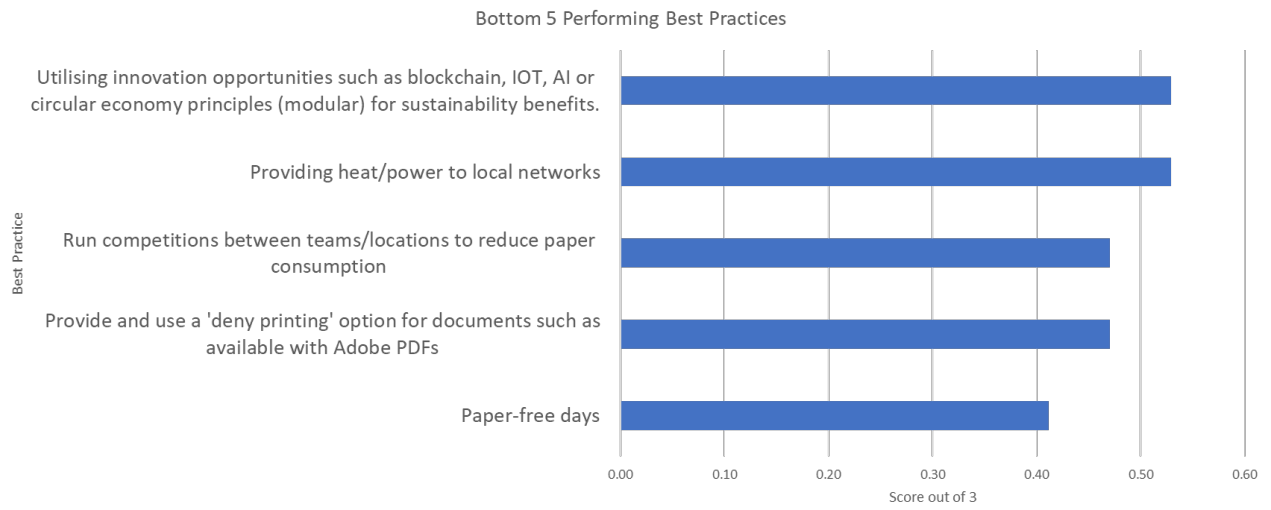 Bottom 5 Performing Best Practices
Utilising innovation opportunities such as blockchain, IOT, AI or
circular economy principles (modular) for sustainability benefits.
Providing heat/power to local networks
Run competitions between teams/locations to reduce paper
consumption
Provide and use a 'deny printing' option for documents such as
available with Adobe PDFs
Paper-free days
Best Practice
0.00 0.10 0.20 0.30 0.40 0.50 0.60
Score out of 3